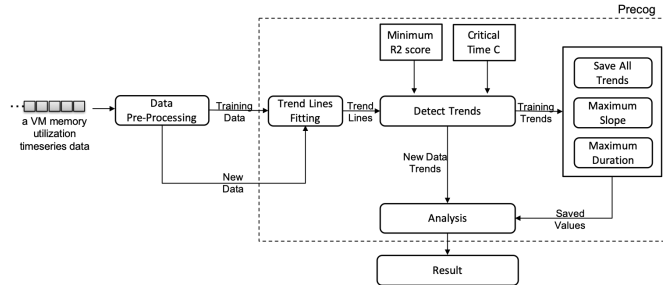 Precog
Minimum
R2 score
Critical
Time C
...
a VM memory
utilization
timeseries data
Data
Pre-Processing
Training
Data
Trend Lines
Fitting
Trend
Lines
Detect Trends
Training
Trends
Save All
Trends
Maximum
Slope
Maximum
Duration
New
Data
New Data
Trends
Analysis
Saved
Values
Result